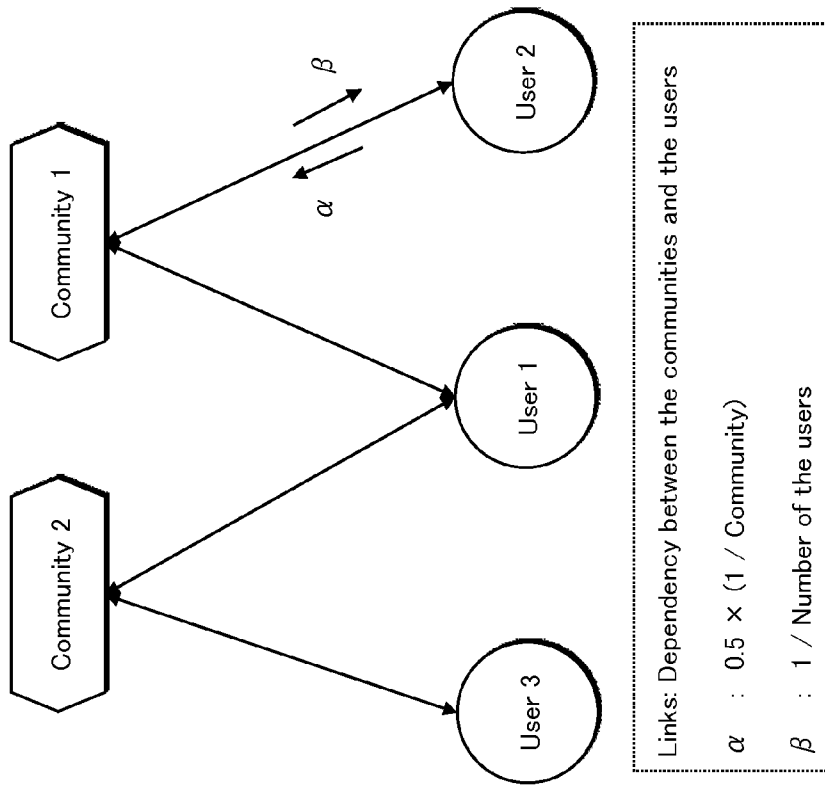 Community 2
Community 1
α
β
User 3
User 1
User 2
Links: Dependency between the communities and the users
α : 0.5 × (1 / Community)
β : 1 / Number of the users